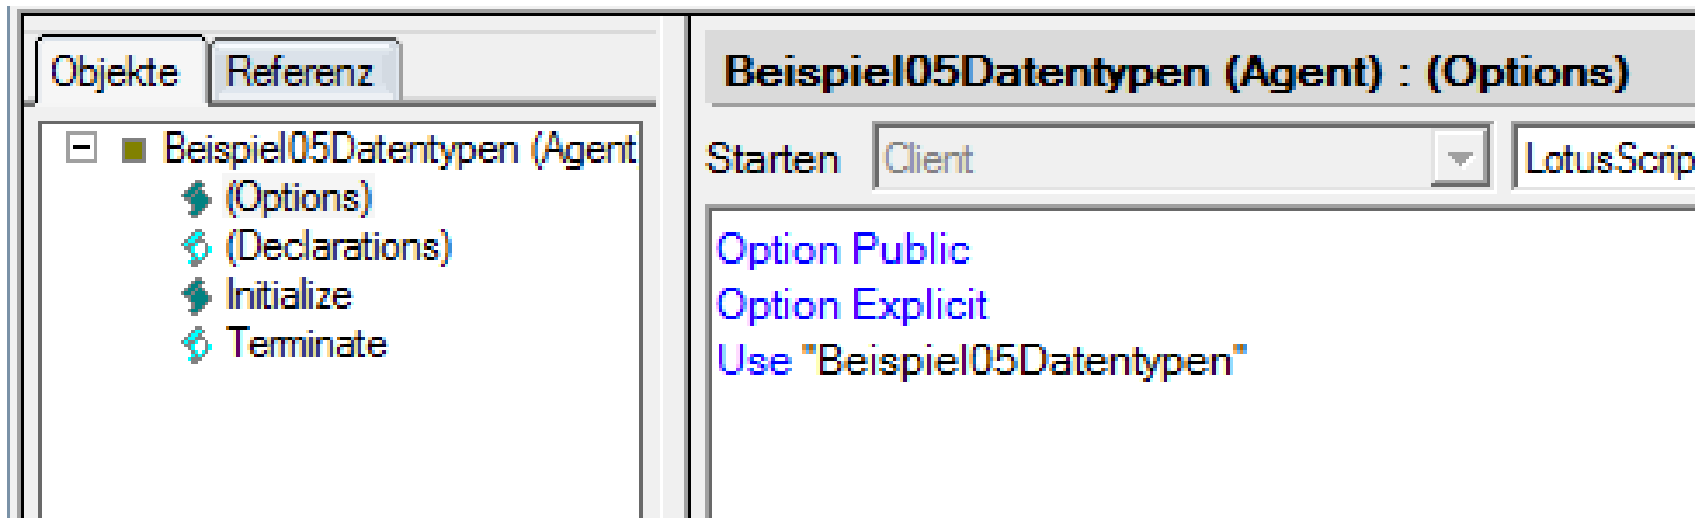 Objekte Referenz
Beispiel05Datentypen (Agent
(Options)
(Declarations)
Initialize
Terminate
Beispiel05Datentypen (Agent) : (Options)
Starten Client LotusScrip
Option Public
Option Explicit
Use "Beispiel05Datentypen"